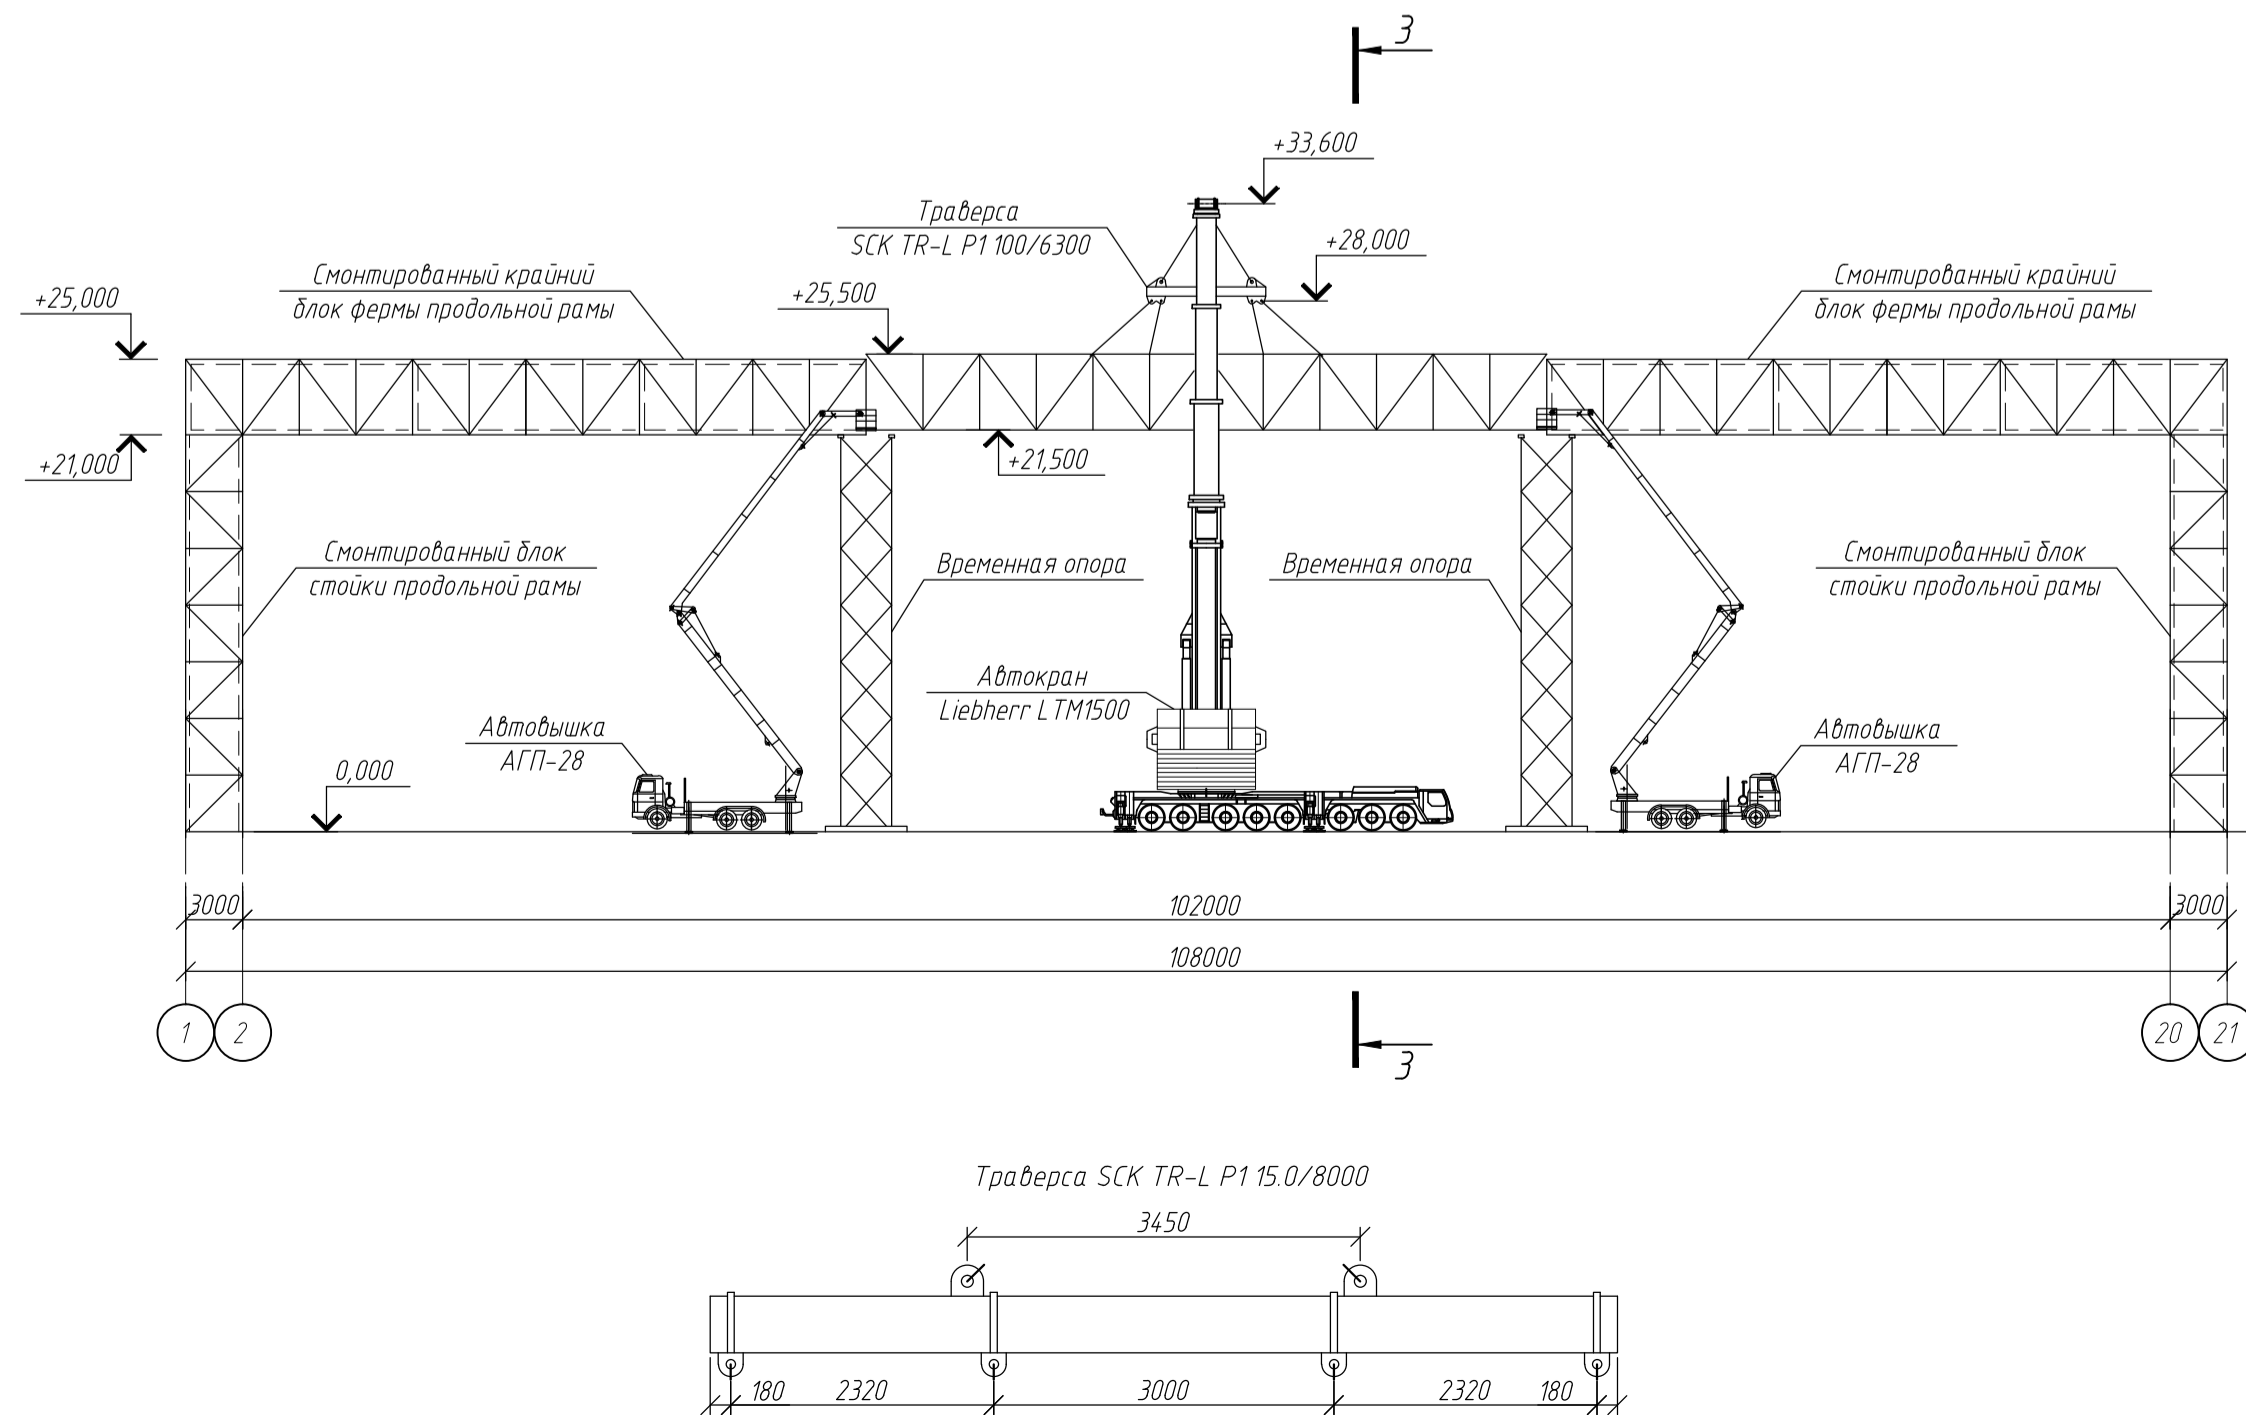 3
+33,600
Траверса
SCK TR-L P1 100/6300
+28,000
Смонтированный крайний
блок фермы продольной рамы
+25,000
+25,500
Смонтированный крайний
блок фермы продольной рамы
+21,000
+21,500
Смонтированный блок
стойки продольной рамы
Временная опора
Временная опора
Смонтированный блок
стойки продольной рамы
Автокран
Liebherr LTM1500
Автовышка
АГП-28
Автовышка
АГП-28
0,000
3000
102000
3000
108000
1
2
20
21
3
Траверса SCK TR-L P1 15.0/8000
3450
180
2320
3000
2320
180